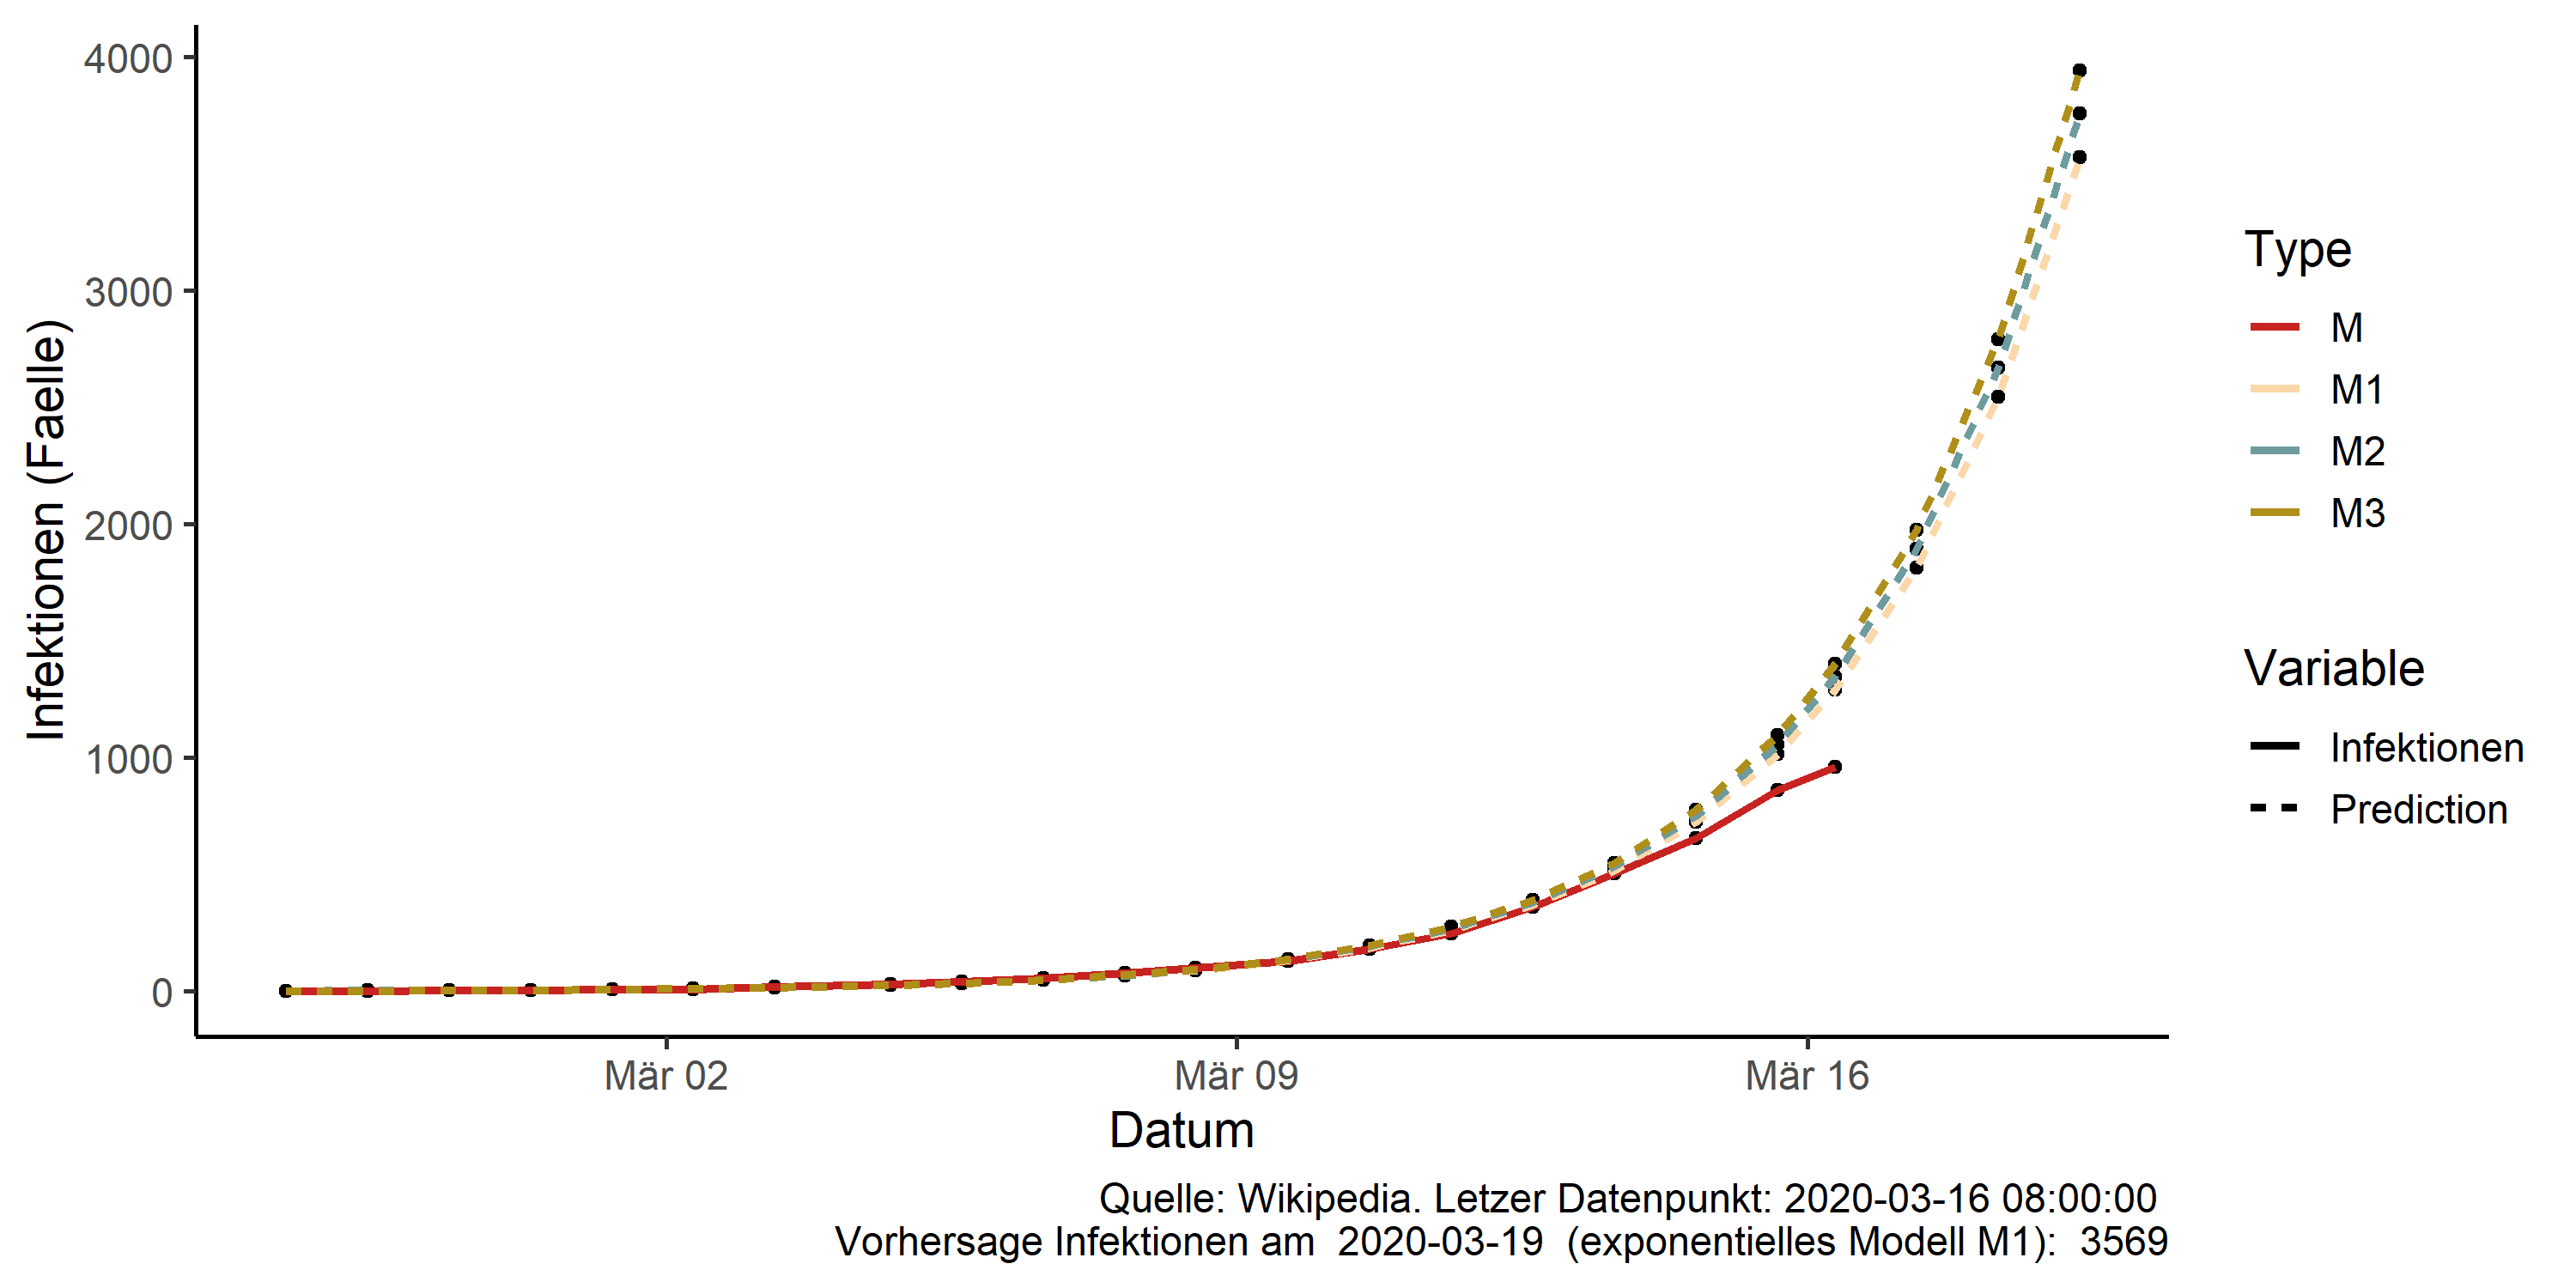 4000
3000
2000
1000
0
Infektionen (Faelle)
Mär 02
Mär 09
Mär 16
Datum
Type
M
M1
M2
M3
Variable
Infektionen
Prediction
Quelle: Wikipedia. Letzer Datenpunkt: 2020-03-16 08:00:00
Vorhersage Infektionen am 2020-03-19 (exponentielles Modell M1): 3569